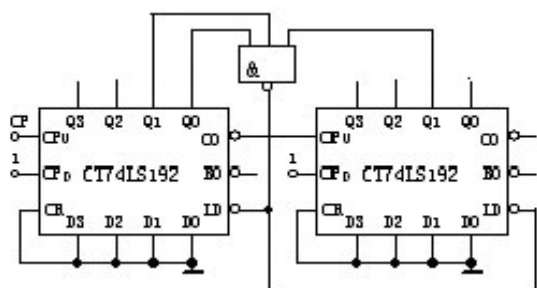 &
CP Q3 Q2 Q1 Q0 Q3 Q2 Q1 Q0
CPU CO CPU CO
1 CPD CT74LS192 BO 1 CPD CT74LS192 BO
CR LD CR LD
D3 D2 D1 D0 D3 D2 D1 D0